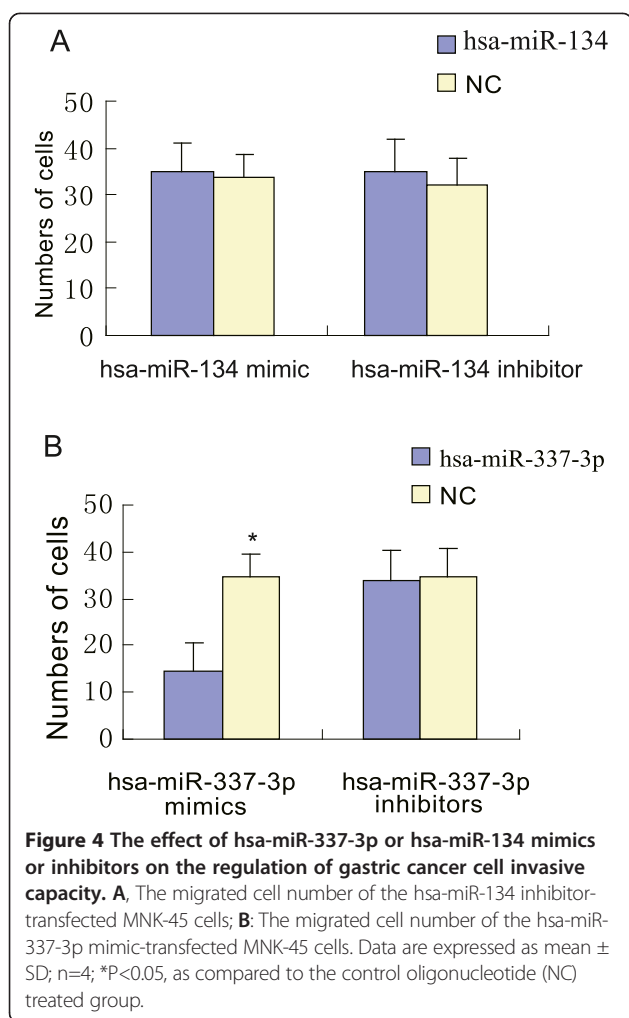 A
hsa-miR-134
NC
Numbers of cells
50
40
30
20
10
0
hsa-miR-134 mimic
hsa-miR-134 inhibitor
B
hsa-miR-337-3p
NC
Numbers of cells
50
40
30
20
10
0
*
hsa-miR-337-3p
mimics
hsa-miR-337-3p
inhibitors
Figure 4 The effect of hsa-miR-337-3p or hsa-miR-134 mimics
or inhibitors on the regulation of gastric cancer cell invasive
capacity. A, The migrated cell number of the hsa-miR-134 inhibitor-
transfected MNK-45 cells; B: The migrated cell number of the hsa-miR-
337-3p mimic-transfected MNK-45 cells. Data are expressed as mean ±
SD; n=4; *P<0.05, as compared to the control oligonucleotide (NC)
treated group.